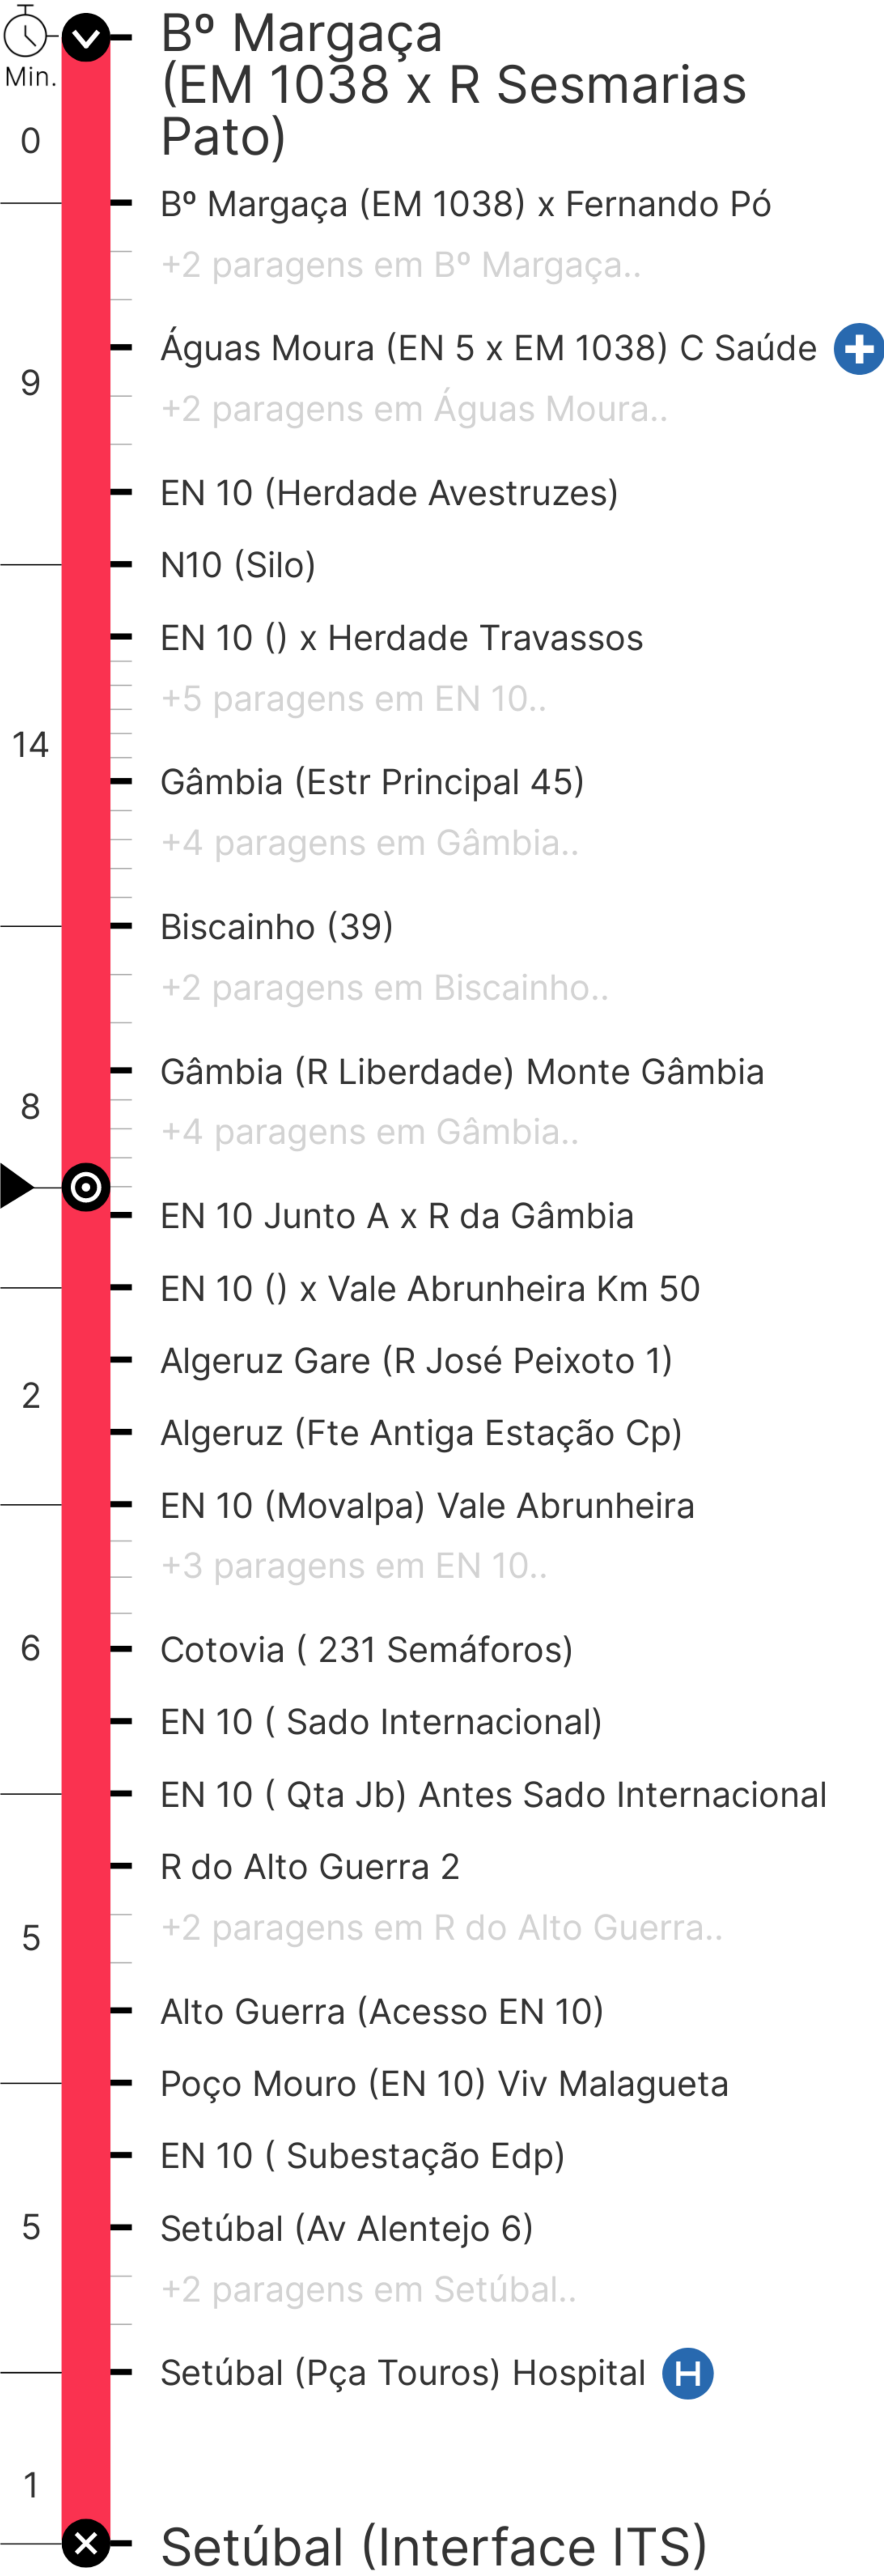 Bº Margaça
(EM 1038 x R Sesmarias
Pato)
Min.
0
Bº Margaça (EM 1038) x Fernando Pó
+2 paragens em Bº Margaça..
Águas Moura (EN 5 x EM 1038) C Saúde
9
+2 paragens em Águas Moura..
EN 10 (Herdade Avestruzes)
N10 (Silo)
EN 10 () x Herdade Travassos
+5 paragens em EN 10..
14
Gâmbia (Estr Principal 45)
+4 paragens em Gâmbia..
Biscainho (39)
+2 paragens em Biscainho..
Gâmbia (R Liberdade) Monte Gâmbia
8
+4 paragens em Gâmbia..
EN 10 Junto A x R da Gâmbia
EN 10 () x Vale Abrunheira Km 50
Algeruz Gare (R José Peixoto 1)
2
Algeruz (Fte Antiga Estação Cp)
EN 10 (Movalpa) Vale Abrunheira
+3 paragens em EN 10..
6
Cotovia ( 231 Semáforos)
EN 10 ( Sado Internacional)
EN 10 ( Qta Jb) Antes Sado Internacional
R do Alto Guerra 2
+2 paragens em R do Alto Guerra..
5
Alto Guerra (Acesso EN 10)
Poço Mouro (EN 10) Viv Malagueta
EN 10 ( Subestação Edp)
5
Setúbal (Av Alentejo 6)
+2 paragens em Setúbal..
Setúbal (Pça Touros) Hospital H
1
Setúbal (Interface ITS)